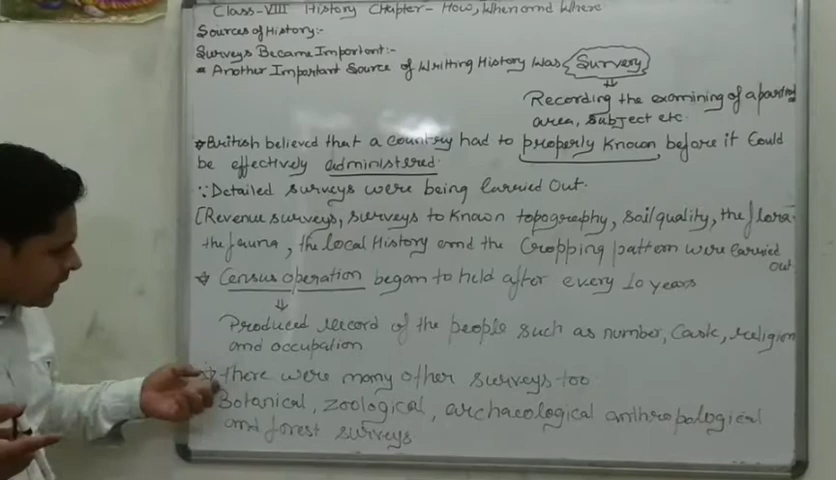 Class-VIII History Chapter- How, When and Where
Sources of History:-
Surveys Became Important:-
* Another Important Source of Writting History Was Survery
Recording the examining of a
area, subject etc.
* British believed that a country had to properly Known before it Could
be effectively administered.
∵ Detailed surveys were being Carried Out.
[Revenue surveys, surveys to Known topography, soil quality, the flora
the fauna, the local History and the Cropping pattern were carried
out
* Census operation began to held after every 10 years
↓
Produced record of the people such as number, Cask, religion
and occupation
* there were many other surveys too
Botanical, zoological, archaeological anthropological
and forest surveys